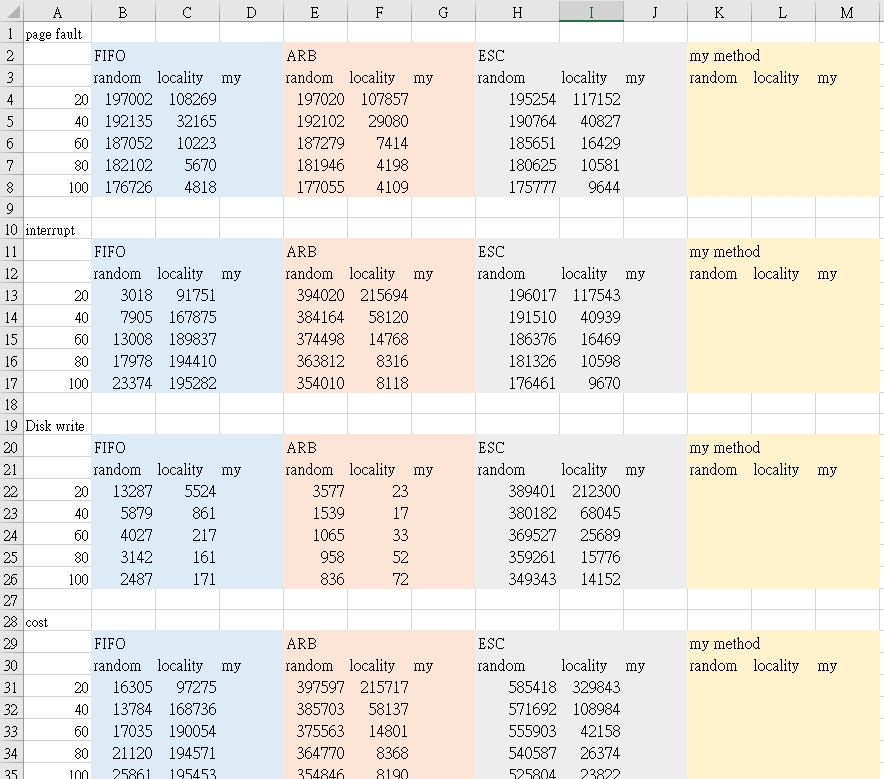 A B C D E F G H I J K L M
1 page fault
2 FIFO ARB ESC my method
3 random locality my random locality my random locality my random locality my
4 20 197002 108269 197020 107857 195254 117152
5 40 192135 32165 192102 29080 190764 40827
6 60 187052 10223 187279 7414 185651 16429
7 80 182102 5670 181946 4198 180625 10581
8 100 176726 4818 177055 4109 175777 9644
9
10 interrupt
11 FIFO ARB ESC my method
12 random locality my random locality my random locality my random locality my
13 20 3018 91751 394020 215694 196017 117543
14 40 7905 167875 384164 58120 191510 40939
15 60 13008 189837 374498 14768 186376 16469
16 80 17978 194410 363812 8316 181326 10598
17 100 23374 195282 354010 8118 176461 9670
18
19 Disk write
20 FIFO ARB ESC my method
21 random locality my random locality my random locality my random locality my
22 20 13287 5524 3577 23 389401 212300
23 40 5879 861 1539 17 380182 68045
24 60 4027 217 1065 33 369527 25689
25 80 3142 161 958 52 359261 15776
26 100 2487 171 836 72 349343 14152
27
28 cost
29 FIFO ARB ESC my method
30 random locality my random locality my random locality my random locality my
31 20 16305 97275 397597 215717 585418 329843
32 40 13784 168736 385703 58137 571692 108984
33 60 17035 190054 375563 14801 555903 42158
34 80 21120 194571 364770 8368 540587 26374
35 100 25861 195453 354846 8190 525804 23822